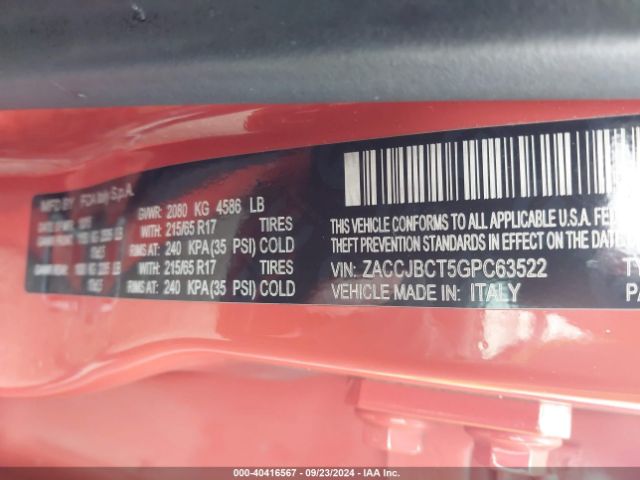 MFD BY FCA Italy S.p.A.
GVWR: 2080 KG 4586 LB
WITH: 215/65 R17 TIRES
RIMS AT: 240 KPA (35 PSI) COLD
WITH: 215/65 R17 TIRES
RIMS AT: 240 KPA (35 PSI) COLD
THIS VEHICLE CONFORMS TO ALL APPLICABLE U.S.A. FED
THEFT PREVENTION STANDARDS IN EFFECT
VIN: ZACCJBCT5GPC63522
VEHICLE MADE IN: ITALY
000-40416567 - 09/23/2024 - IAA Inc.